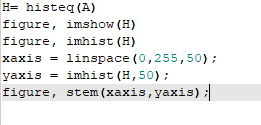 H= histeq(A)
figure, imshow(H)
figure, imhist(H)
xaxis = linspace(0,255,50);
yaxis = imhist(H,50);
figure, stem(xaxis,yaxis);